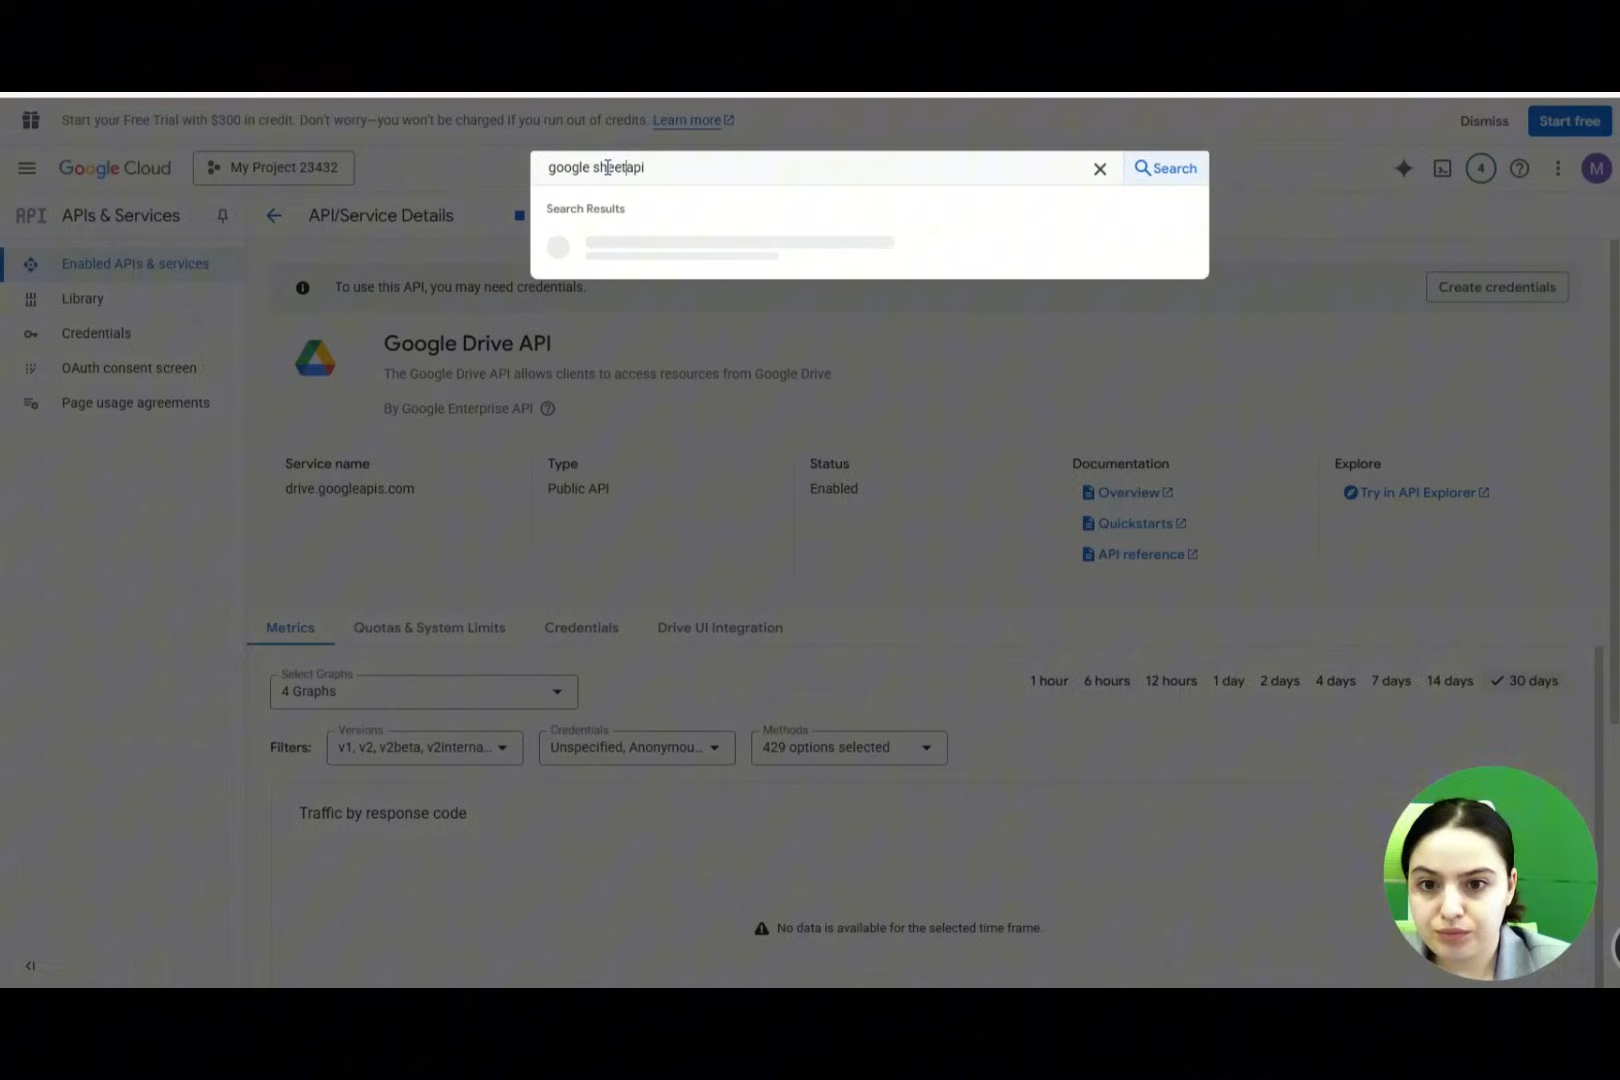 Start your Free Trial with $300 in credit. Don't worry—you won't be charged if you run out of credits. Learn more
Dismiss
Start free
Google Cloud
My Project 23432
google sheetapi
Search
4
M
API APIs & Services
API/Service Details
Search Results
Enabled APIs & services
Library
Credentials
OAuth consent screen
Page usage agreements
To use this API, you may need credentials.
Create credentials
Google Drive API
The Google Drive API allows clients to access resources from Google Drive
By Google Enterprise API
Service name
drive.googleapis.com
Type
Public API
Status
Enabled
Documentation
Overview
Quickstarts
API reference
Explore
Try in API Explorer
Metrics
Quotas & System Limits
Credentials
Drive UI Integration
Select Graphs
4 Graphs
1 hour 6 hours 12 hours 1 day 2 days 4 days 7 days 14 days 30 days
Filters:
Versions
v1, v2, v2beta, v2interna...
Credentials
Unspecified, Anonymou...
Methods
429 options selected
Traffic by response code
No data is available for the selected time frame.